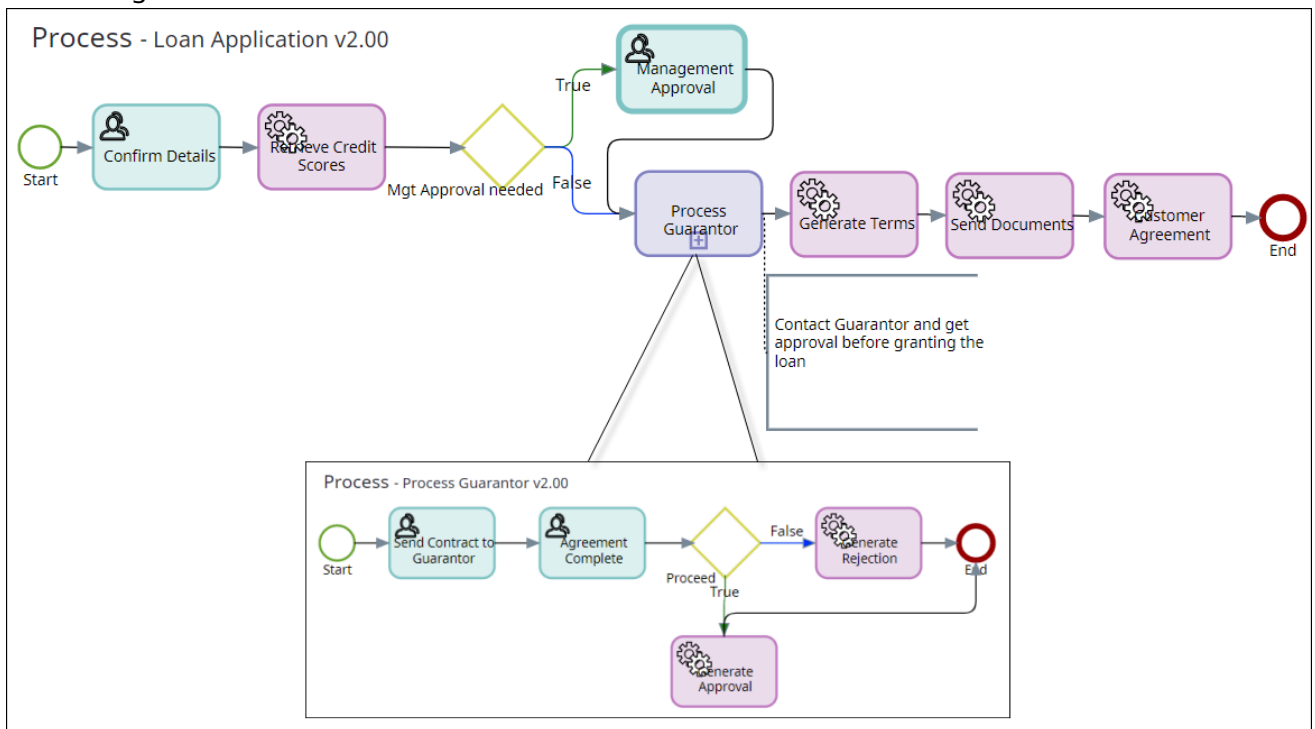 Process - Loan Application v2.00
Start
Confirm Details
Retrieve Credit
Scores
Mgt Approval needed
True
False
Management
Approval
Process
Guarantor
Generate Terms
Send Documents
Customer
Agreement
End
Contact Guarantor and get
approval before granting the
loan
Process - Process Guarantor v2.00
Start
Send Contract to
Guarantor
Agreement
Complete
Proceed
True
False
Generate
Rejection
End
Generate
Approval